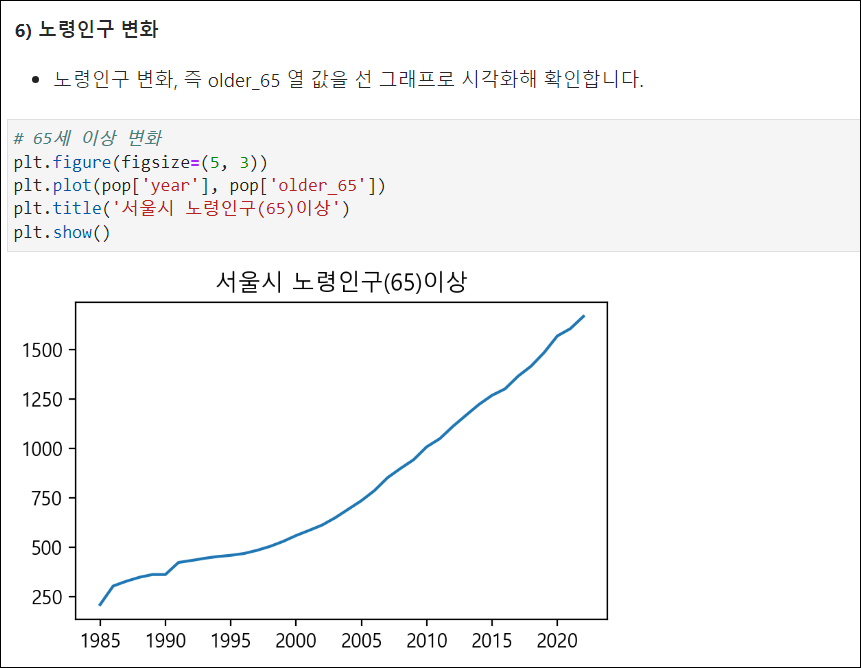 6) 노령인구 변화
• 노령인구 변화, 즉 older_65 열 값을 선 그래프로 시각화해 확인합니다.
# 65세 이상 변화
plt.figure(figsize=(5, 3))
plt.plot(pop['year'], pop['older_65'])
plt.title('서울시 노령인구(65)이상')
plt.show()
서울시 노령인구(65)이상
1500
1250
1000
750
500
250
1985 1990 1995 2000 2005 2010 2015 2020